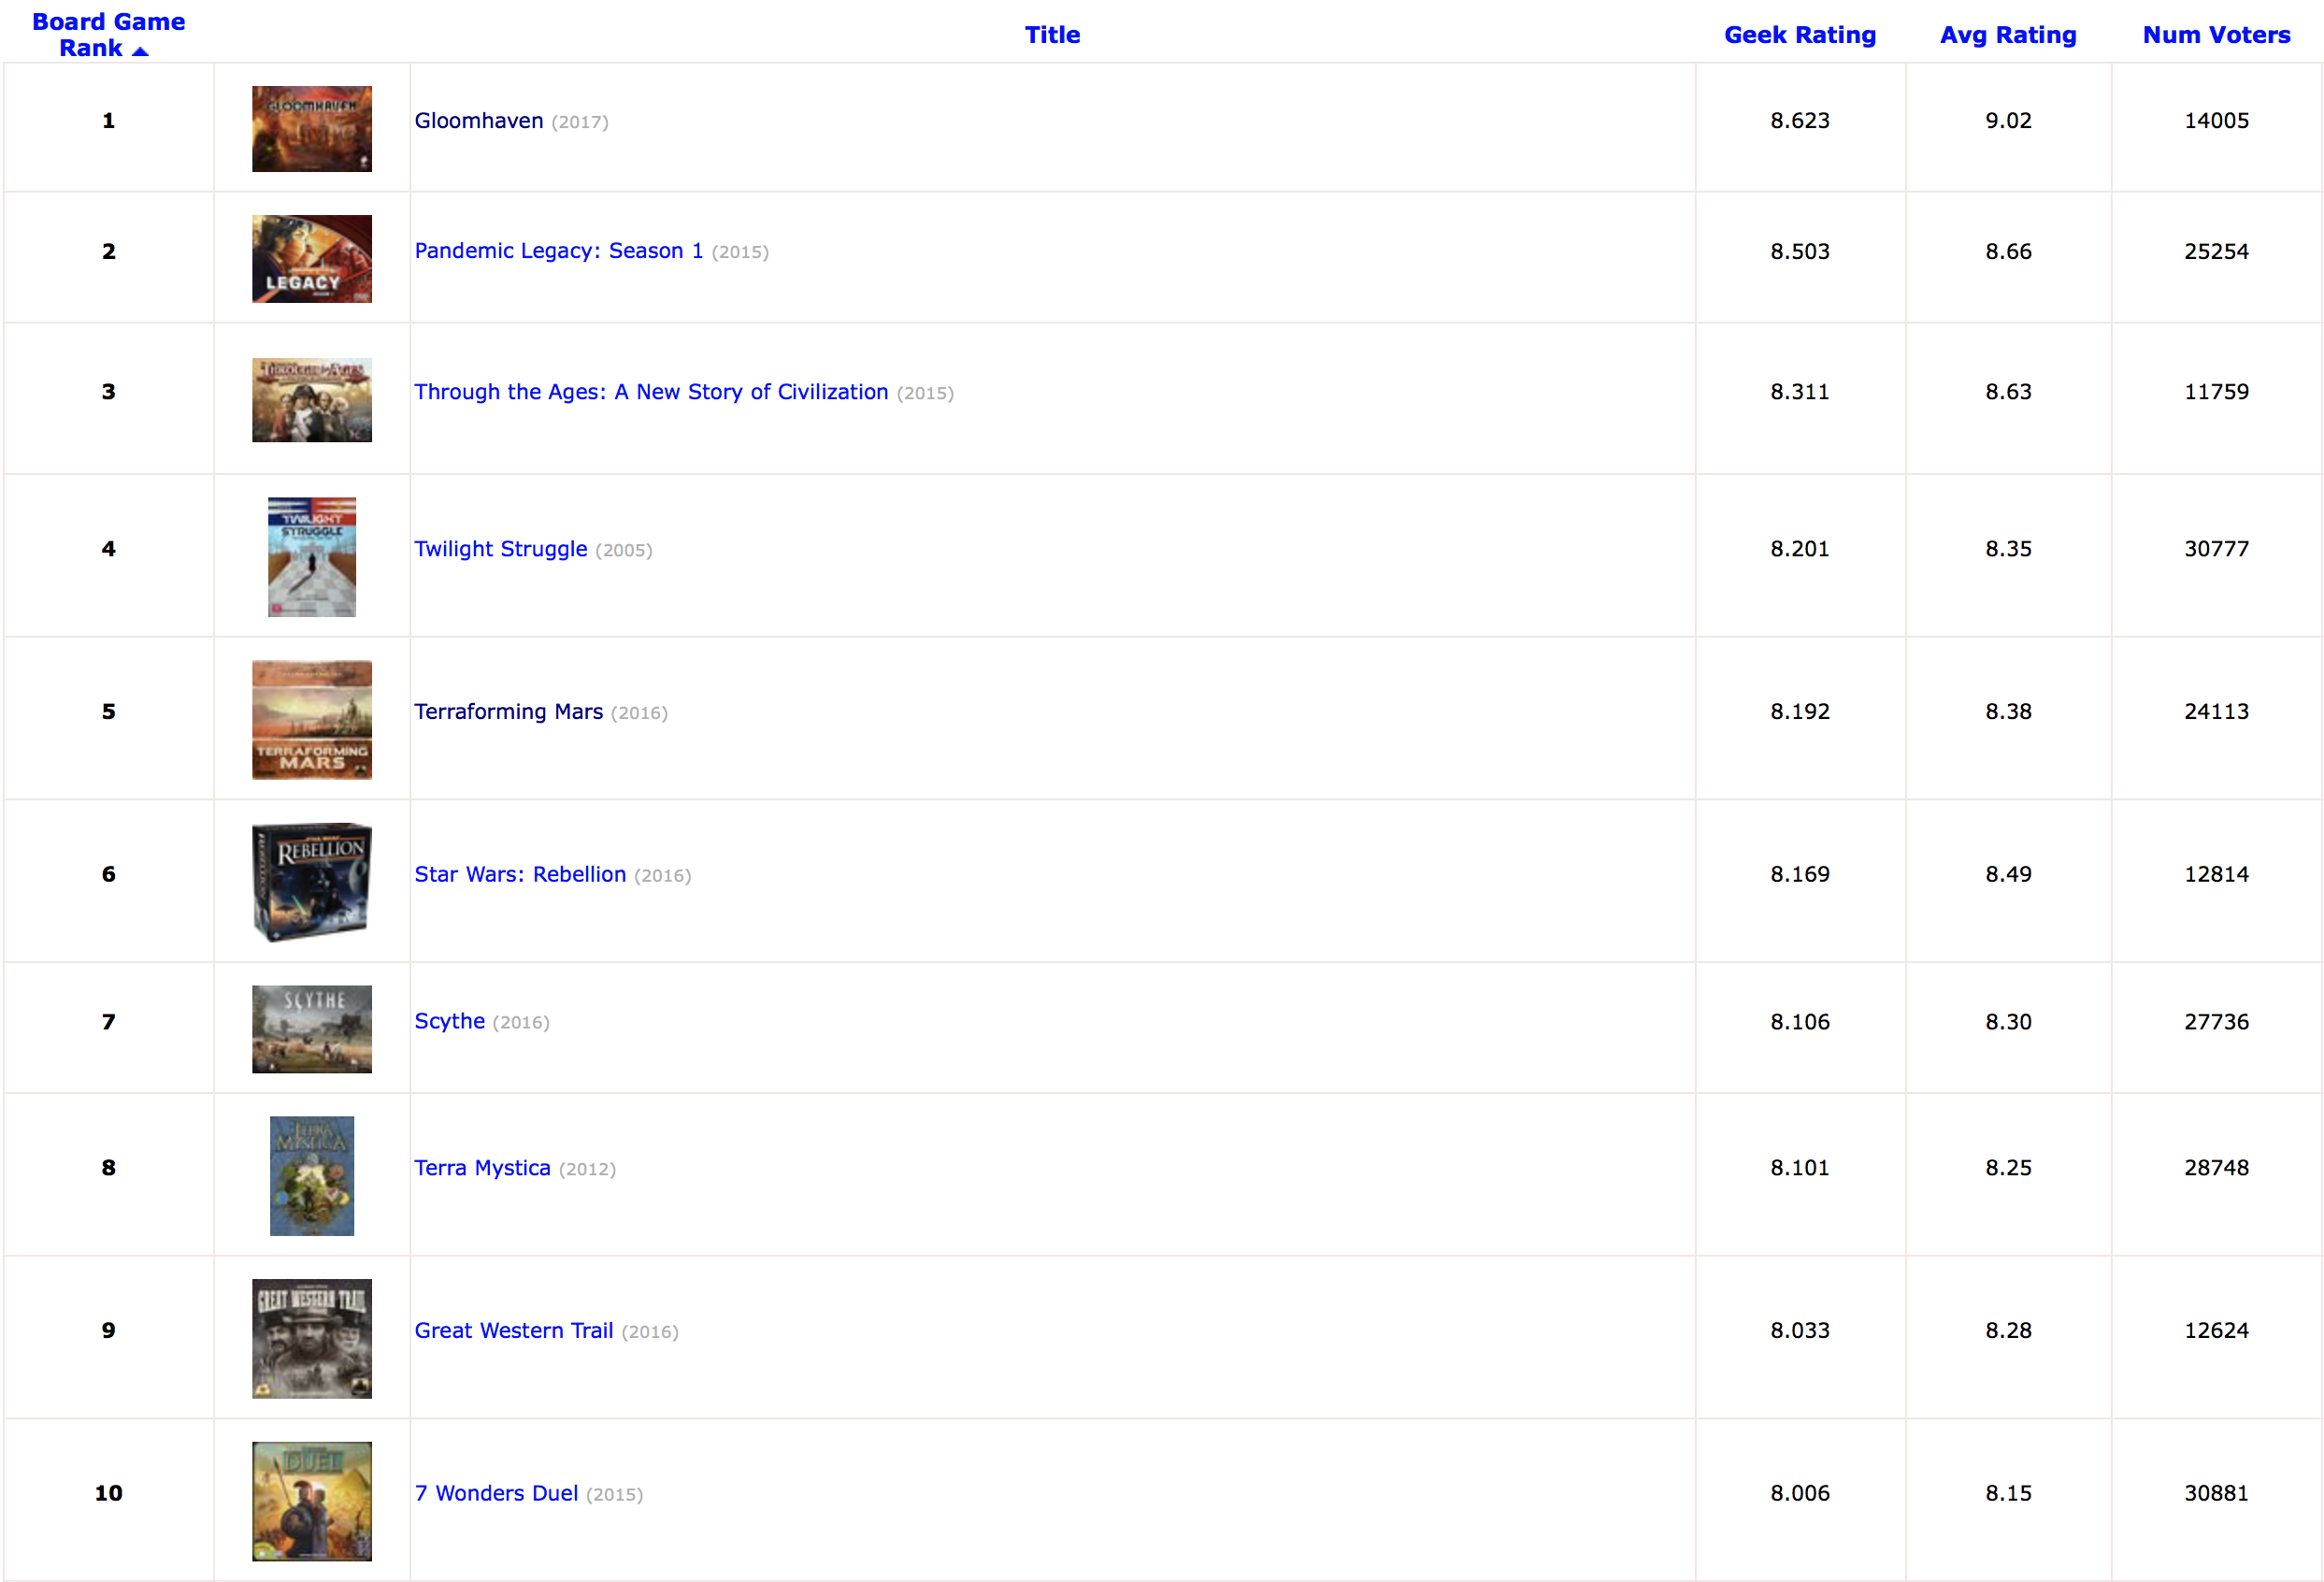 Board Game
Rank
Title
Geek Rating
Avg Rating
Num Voters
1
GLOOMHAVEN
Gloomhaven (2017)
8.623
9.02
14005
2
LEGACY
Pandemic Legacy: Season 1 (2015)
8.503
8.66
25254
3
THROUGH THE AGES
Through the Ages: A New Story of Civilization (2015)
8.311
8.63
11759
4
TWILIGHT
STRUGGLE
Twilight Struggle (2005)
8.201
8.35
30777
5
TERRAFORMING
MARS
Terraforming Mars (2016)
8.192
8.38
24113
6
STAR WARS
REBELLION
Star Wars: Rebellion (2016)
8.169
8.49
12814
7
SCYTHE
Scythe (2016)
8.106
8.30
27736
8
TERRA
MYSTICA
Terra Mystica (2012)
8.101
8.25
28748
9
GREAT WESTERN TRAIL
Great Western Trail (2016)
8.033
8.28
12624
10
DUEL
7 Wonders Duel (2015)
8.006
8.15
30881